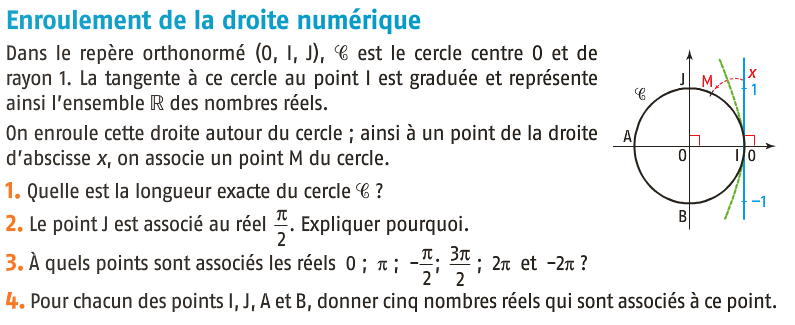 Enroulement de la droite numérique
Dans le repère orthonormé (O, I, J), 𝒞 est le cercle centre O et de
rayon 1. La tangente à ce cercle au point I est graduée et représente
ainsi l'ensemble ℝ des nombres réels.
On enroule cette droite autour du cercle ; ainsi à un point de la droite
d'abscisse x, on associe un point M du cercle.
1. Quelle est la longueur exacte du cercle 𝒞 ?
2. Le point J est associé au réel π/2. Expliquer pourquoi.
3. À quels points sont associés les réels 0 ; π ; -π/2 ; 3π/2 ; 2π et -2π ?
4. Pour chacun des points I, J, A et B, donner cinq nombres réels qui sont associés à ce point.
J
M
x
𝒞
1
A
O
I
0
B
-1